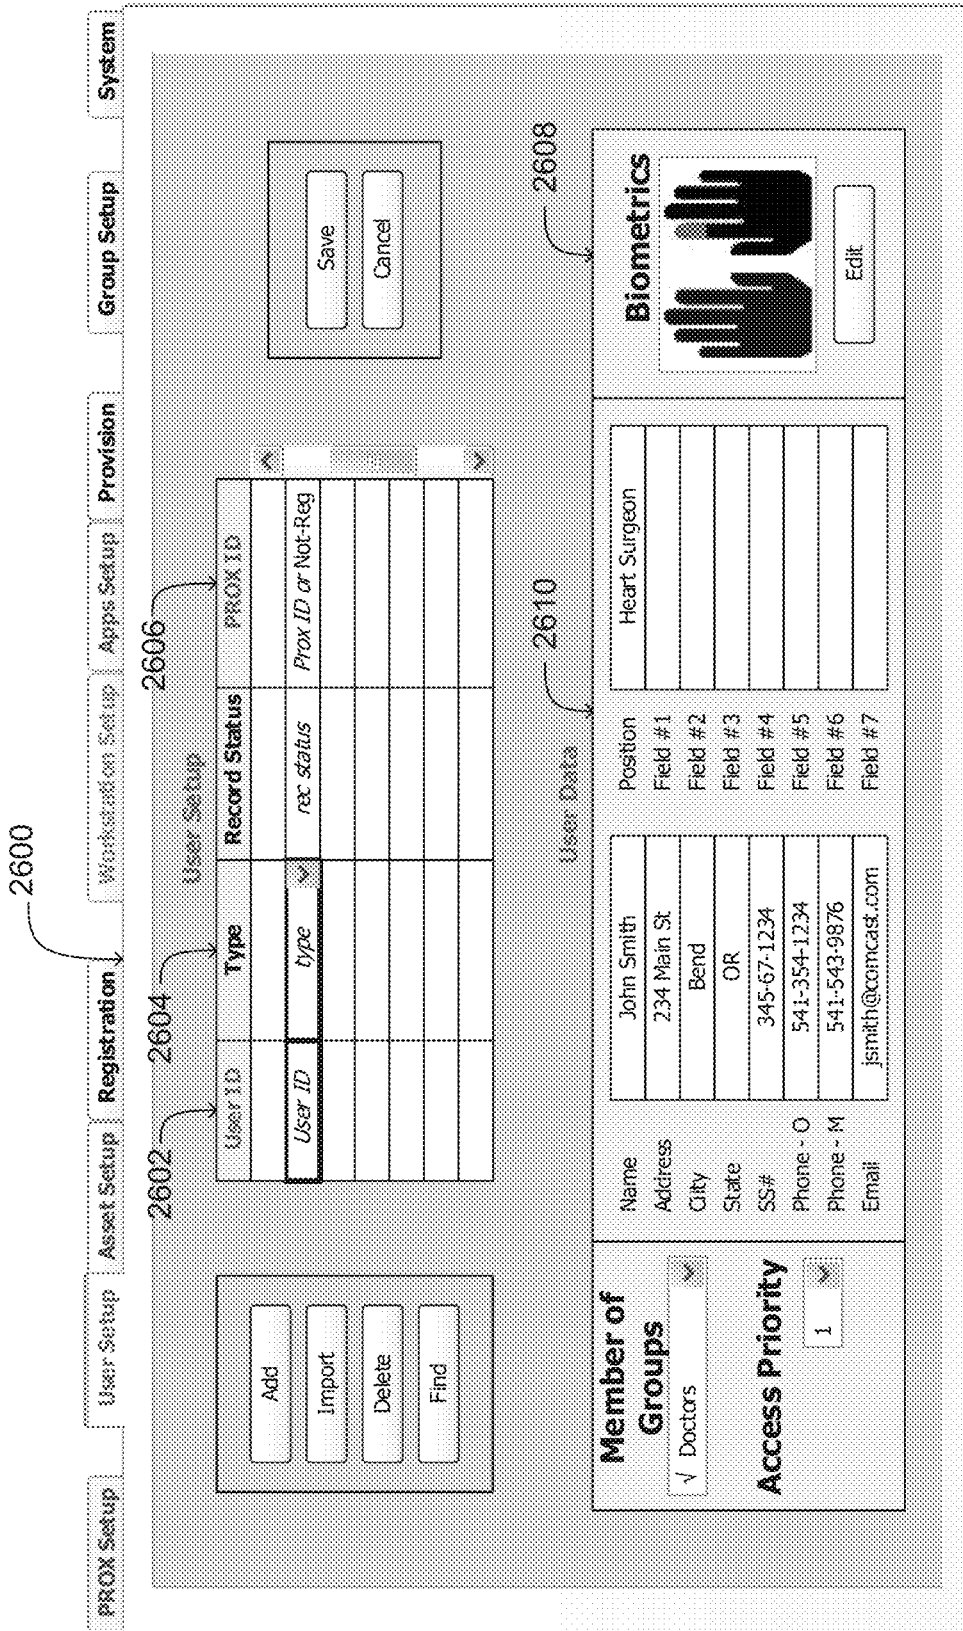 2600
PROX Setup
User Setup
Asset Setup
Registration
Workstation Setup
Apps Setup
Provision
Group Setup
System
User Setup
2602
2604
2606
User ID
Type
Record Status
PROX ID
User ID
type
rec status
Prox ID or Not-Reg
Add
Import
Delete
Find
Save
Cancel
User Data
2610
2608
Member of
Groups
√ Doctors
Access Priority
1
Name
John Smith
Position
Heart Surgeon
Address
234 Main St
Field #1
City
Bend
Field #2
State
OR
Field #3
SS#
345-67-1234
Field #4
Phone - O
541-354-1234
Field #5
Phone - M
541-543-9876
Field #6
Email
jsmith@comcast.com
Field #7
Biometrics
Edit